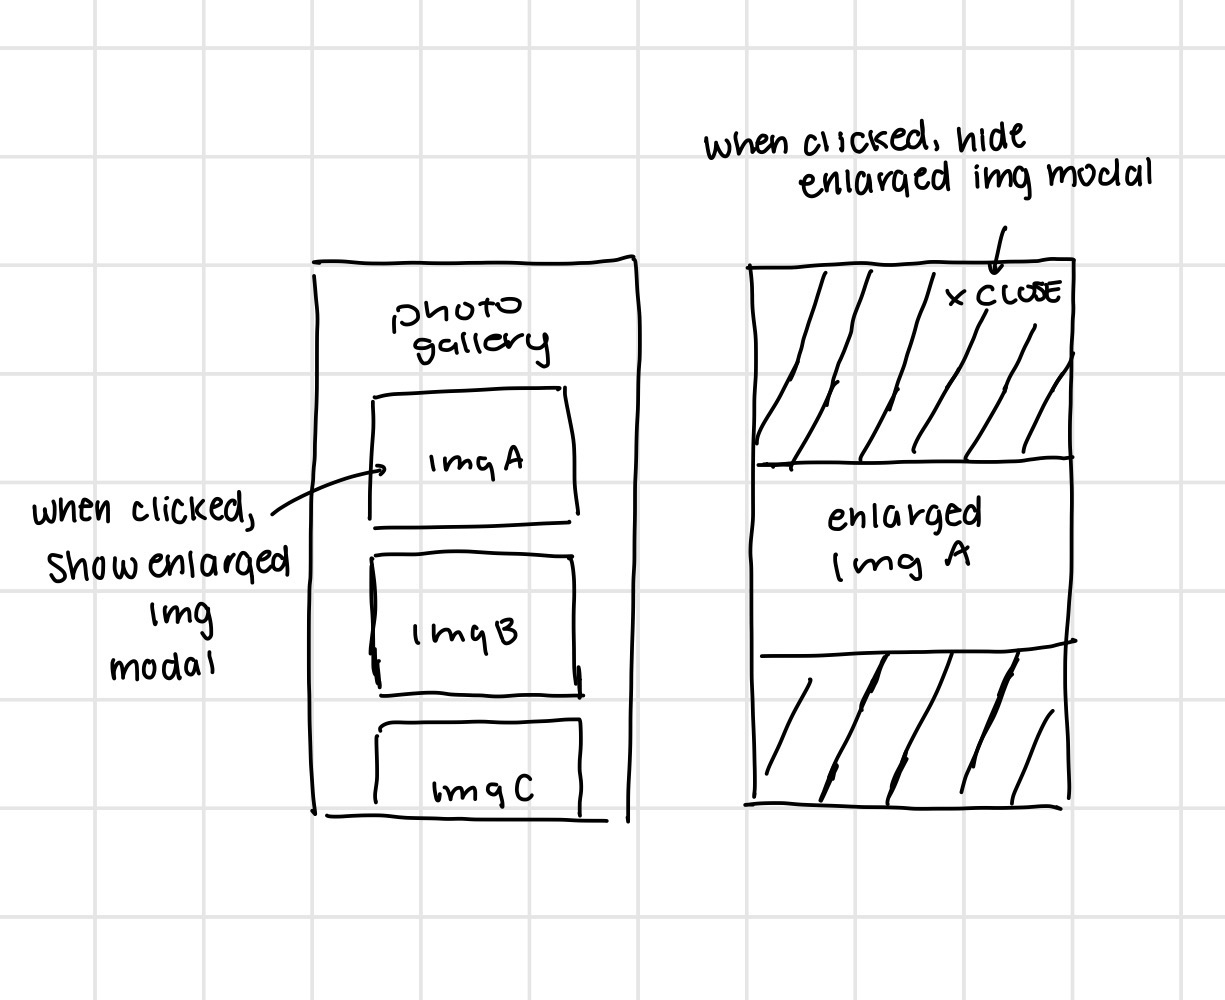 when clicked, hide
enlarged img modal
x CLOSE
photo
gallery
img A
when clicked,
show enlarged
img
modal
img B
img C
enlarged
img A